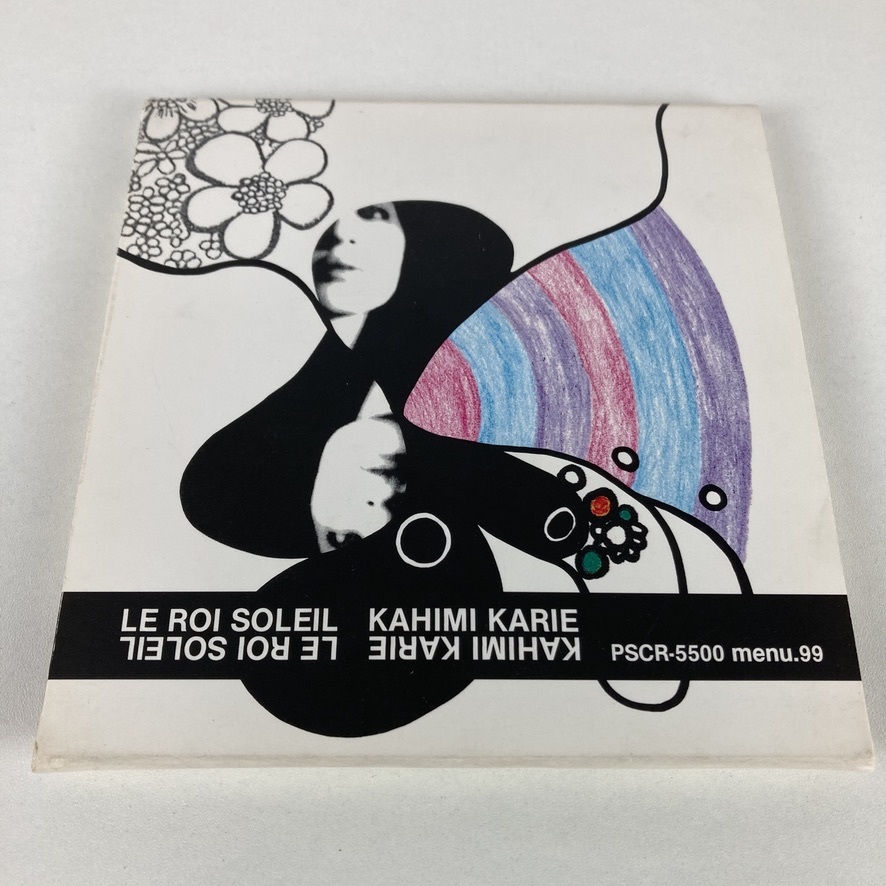 LE ROI SOLEIL KAHIMI KARIE
LE ROI SOLEIL KAHIMI KARIE PSCR-5500 menu.99